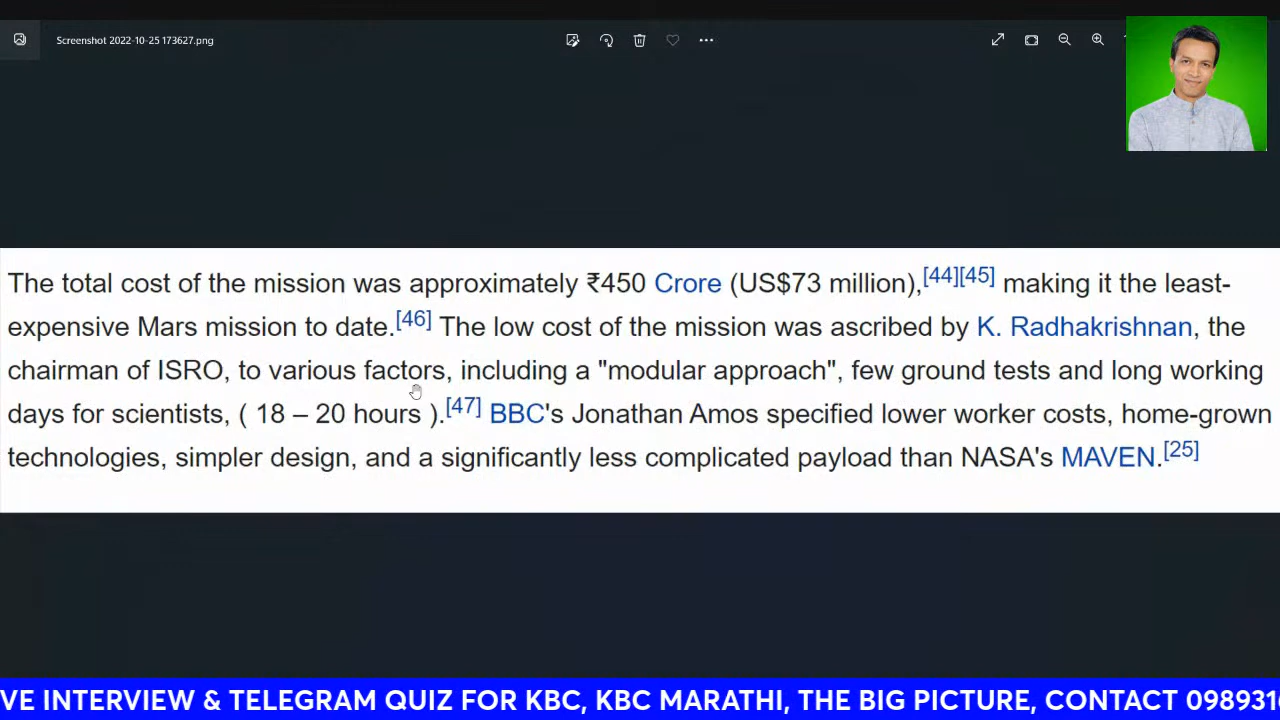 Screenshot 2022-10-25 173627.png
The total cost of the mission was approximately ₹450 Crore (US$73 million),[44][45] making it the least-
expensive Mars mission to date.[46] The low cost of the mission was ascribed by K. Radhakrishnan, the
chairman of ISRO, to various factors, including a "modular approach", few ground tests and long working
days for scientists, ( 18 – 20 hours ).[47] BBC's Jonathan Amos specified lower worker costs, home-grown
technologies, simpler design, and a significantly less complicated payload than NASA's MAVEN.[25]
VE INTERVIEW & TELEGRAM QUIZ FOR KBC, KBC MARATHI, THE BIG PICTURE, CONTACT 098931